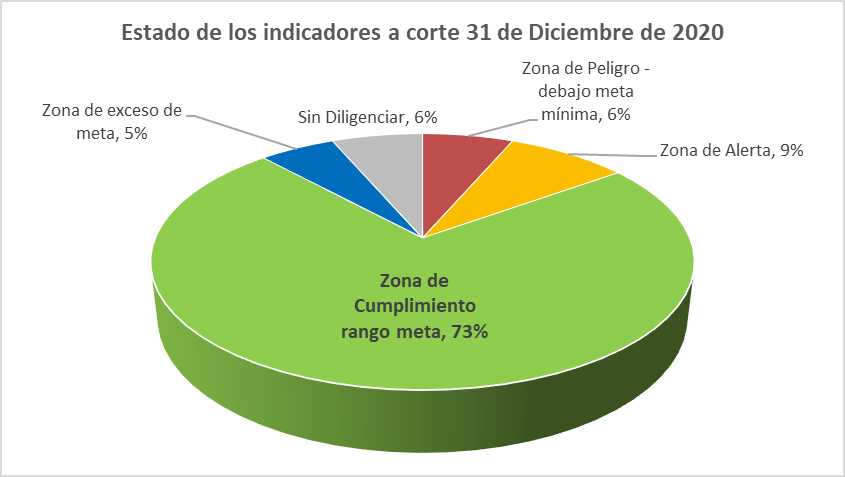 Estado de los indicadores a corte 31 de Diciembre de 2020
Zona de Peligro -
debajo meta
mínima, 6%
Zona de exceso de
meta, 5%
Sin Diligenciar, 6%
Zona de Alerta, 9%
Zona de
Cumplimiento
rango meta, 73%